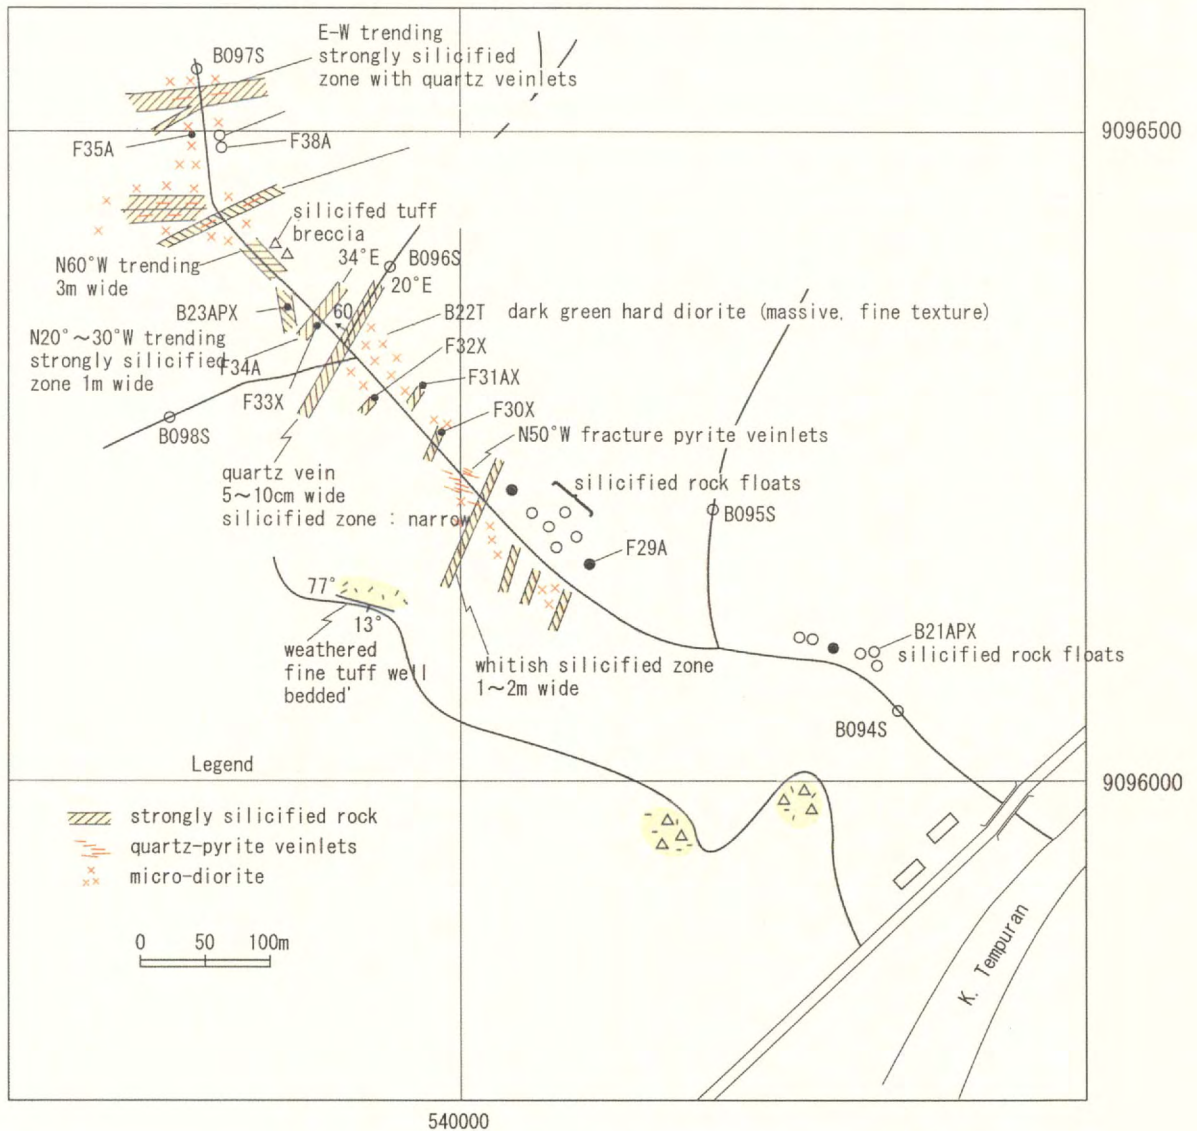 E-W trending
strongly silicified
zone with quartz veinlets
B097S
9096500
F35A
F38A
silicifed tuff
breccia
34°E
B096S
20°E
N60°W trending
3m wide
B23APX
60
B22T dark green hard diorite (massive, fine texture)
N20°～30°W trending
strongly silicified
zone 1m wide
F34A
F32X
F31AX
F33X
F30X
B098S
N50°W fracture pyrite veinlets
quartz vein
5～10cm wide
silicified zone : narrow
silicified rock floats
B095S
F29A
77°
13°
weathered
fine tuff well
bedded'
whitish silicified zone
1～2m wide
B21APX
silicified rock floats
B094S
Legend
9096000
strongly silicified rock
quartz-pyrite veinlets
micro-diorite
0 50 100m
K. Tempuran
540000